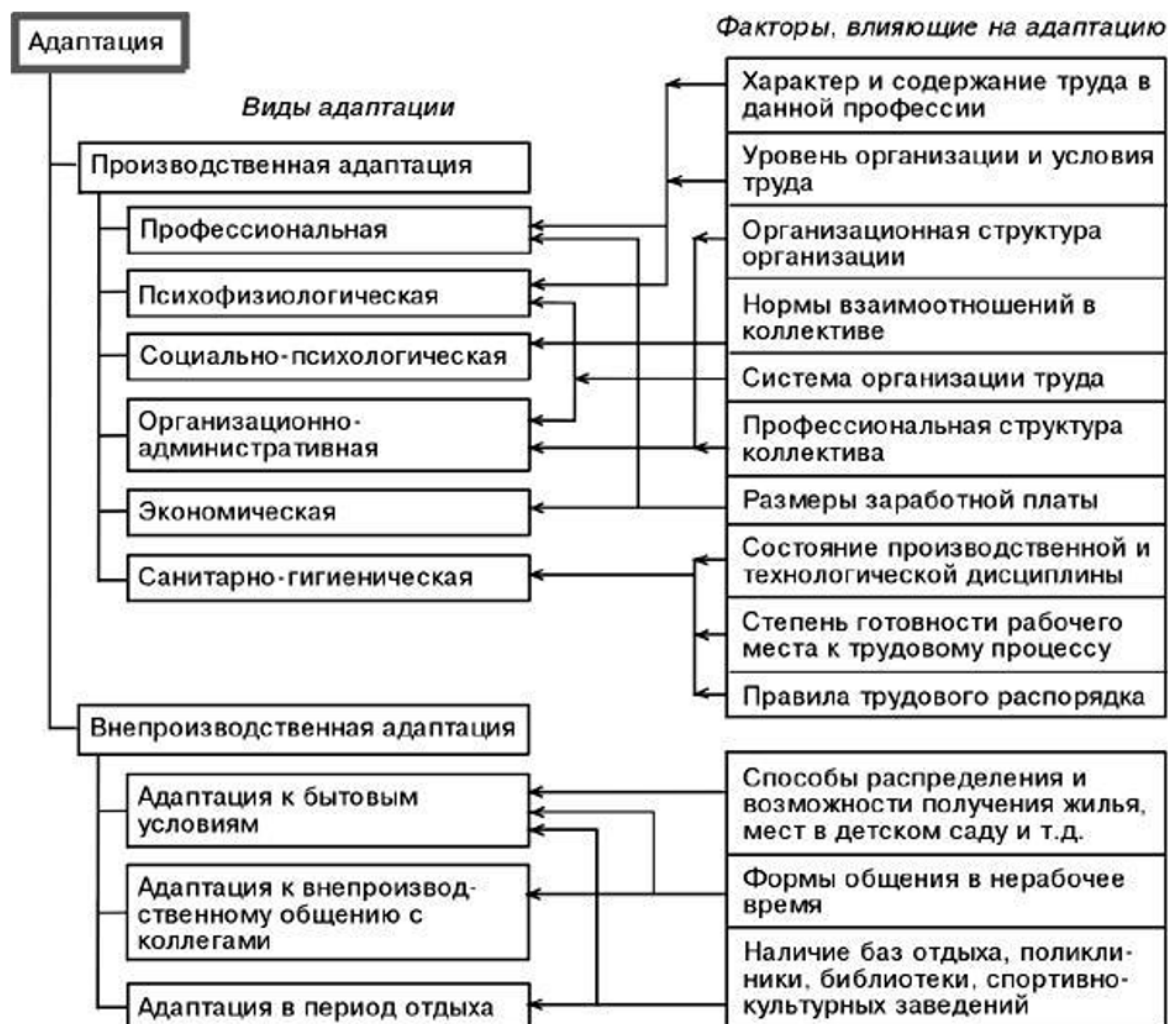 Адаптация
Виды адаптации
Производственная адаптация
Профессиональная
Психофизиологическая
Социально-психологическая
Организационно-
административная
Экономическая
Санитарно-гигиеническая
Внепроизводственная адаптация
Адаптация к бытовым
условиям
Адаптация к внепроизвод-
ственному общению с
коллегами
Адаптация в период отдыха
Факторы, влияющие на адаптацию
Характер и содержание труда в
данной профессии
Уровень организации и условия
труда
Организационная структура
организации
Нормы взаимоотношений в
коллективе
Система организации труда
Профессиональная структура
коллектива
Размеры заработной платы
Состояние производственной и
технологической дисциплины
Степень готовности рабочего
места к трудовому процессу
Правила трудового распорядка
Способы распределения и
возможности получения жилья,
мест в детском саду и т.д.
Формы общения в нерабочее
время
Наличие баз отдыха, поликли-
ники, библиотеки, спортивно-
культурных заведений